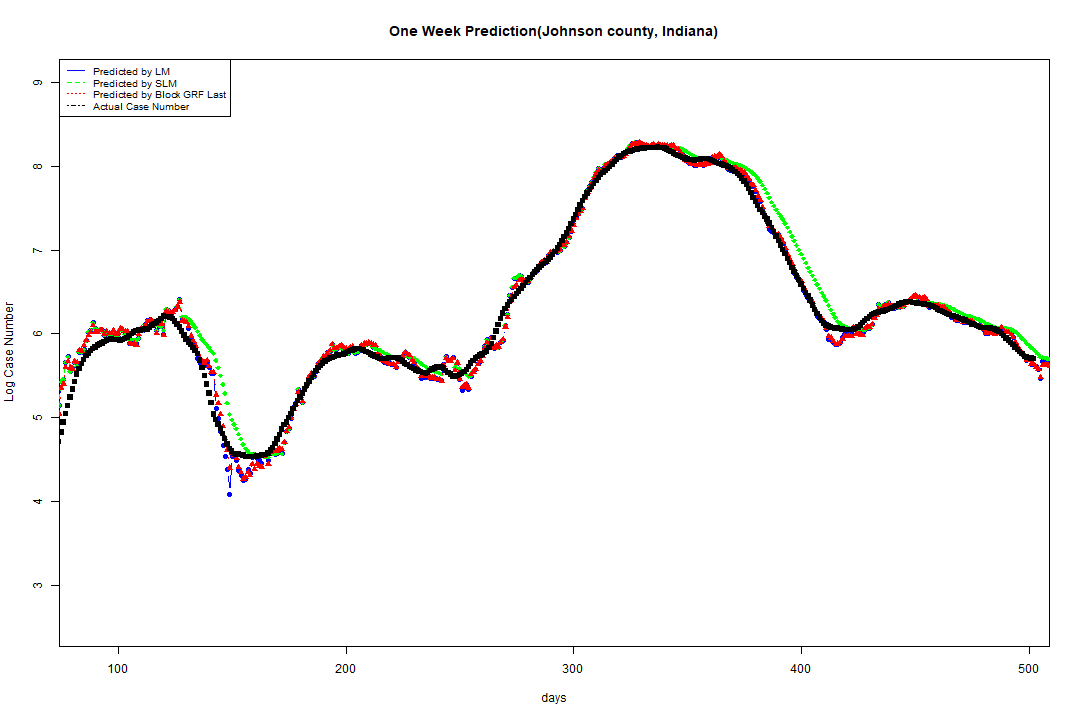 One Week Prediction(Johnson county, Indiana)
Predicted by LM
Predicted by SLM
Predicted by Block GRF Last
Actual Case Number
9
8
7
6
5
4
3
Log Case Number
100 200 300 400 500
days